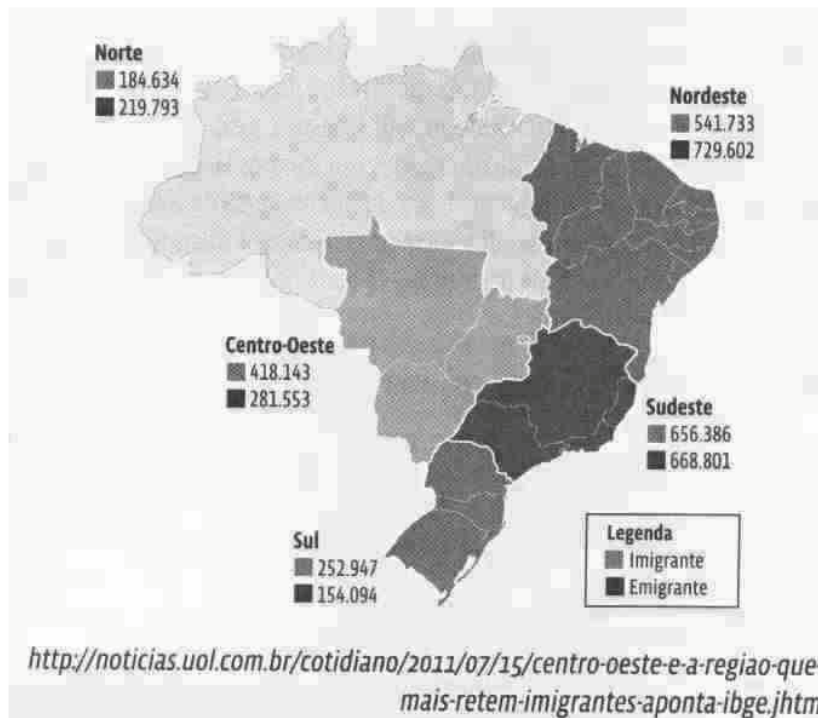 Norte
184.634
219.793
Nordeste
541.733
729.602
Centro-Oeste
418.143
281.553
Sudeste
656.386
668.801
Sul
252.947
154.094
Legenda
Imigrante
Emigrante
http://noticias.uol.com.br/cotidiano/2011/07/15/centro-oeste-e-a-regiao-que-
mais-retem-imigrantes-aponta-ibge.jhtm